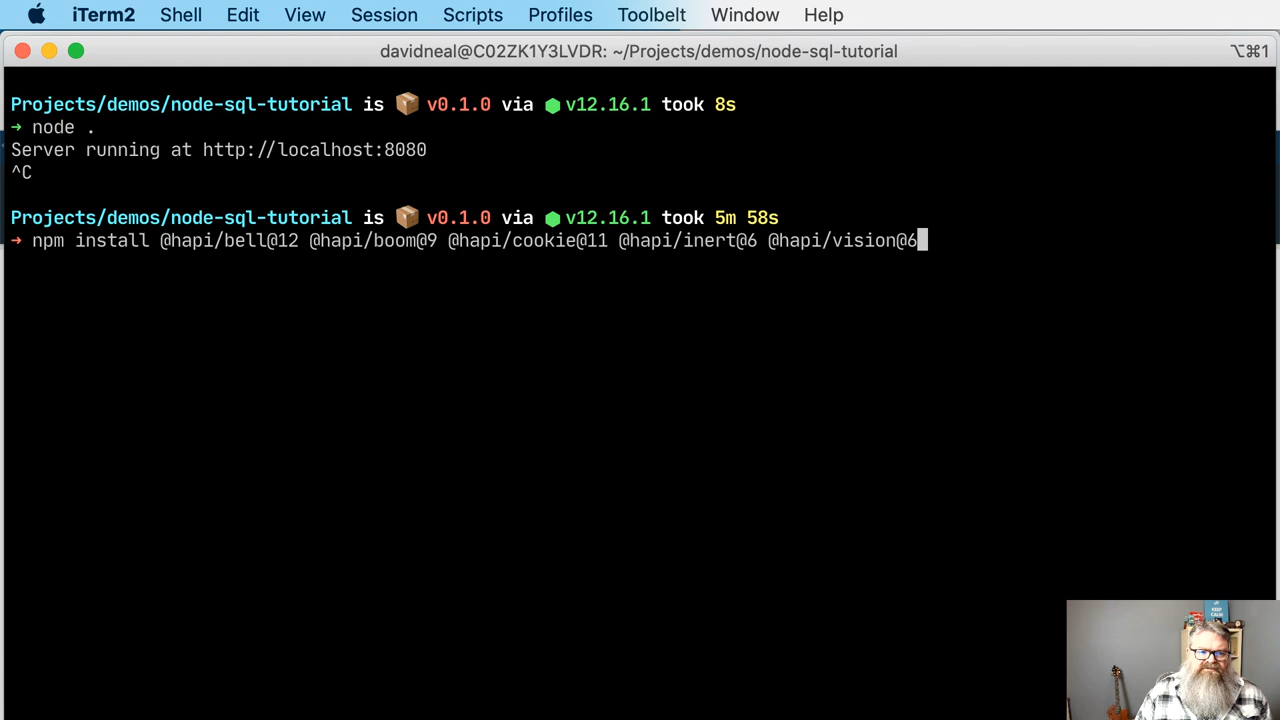 iTerm2 Shell Edit View Session Scripts Profiles Toolbelt Window Help
davidneal@C02ZK1Y3LVDR: ~/Projects/demos/node-sql-tutorial ⌥⌘1
Projects/demos/node-sql-tutorial is 📦 v0.1.0 via ⬢ v12.16.1 took 8s
➜ node .
Server running at http://localhost:8080
^C
Projects/demos/node-sql-tutorial is 📦 v0.1.0 via ⬢ v12.16.1 took 5m 58s
➜ npm install @hapi/bell@12 @hapi/boom@9 @hapi/cookie@11 @hapi/inert@6 @hapi/vision@6
KEEP
CALM